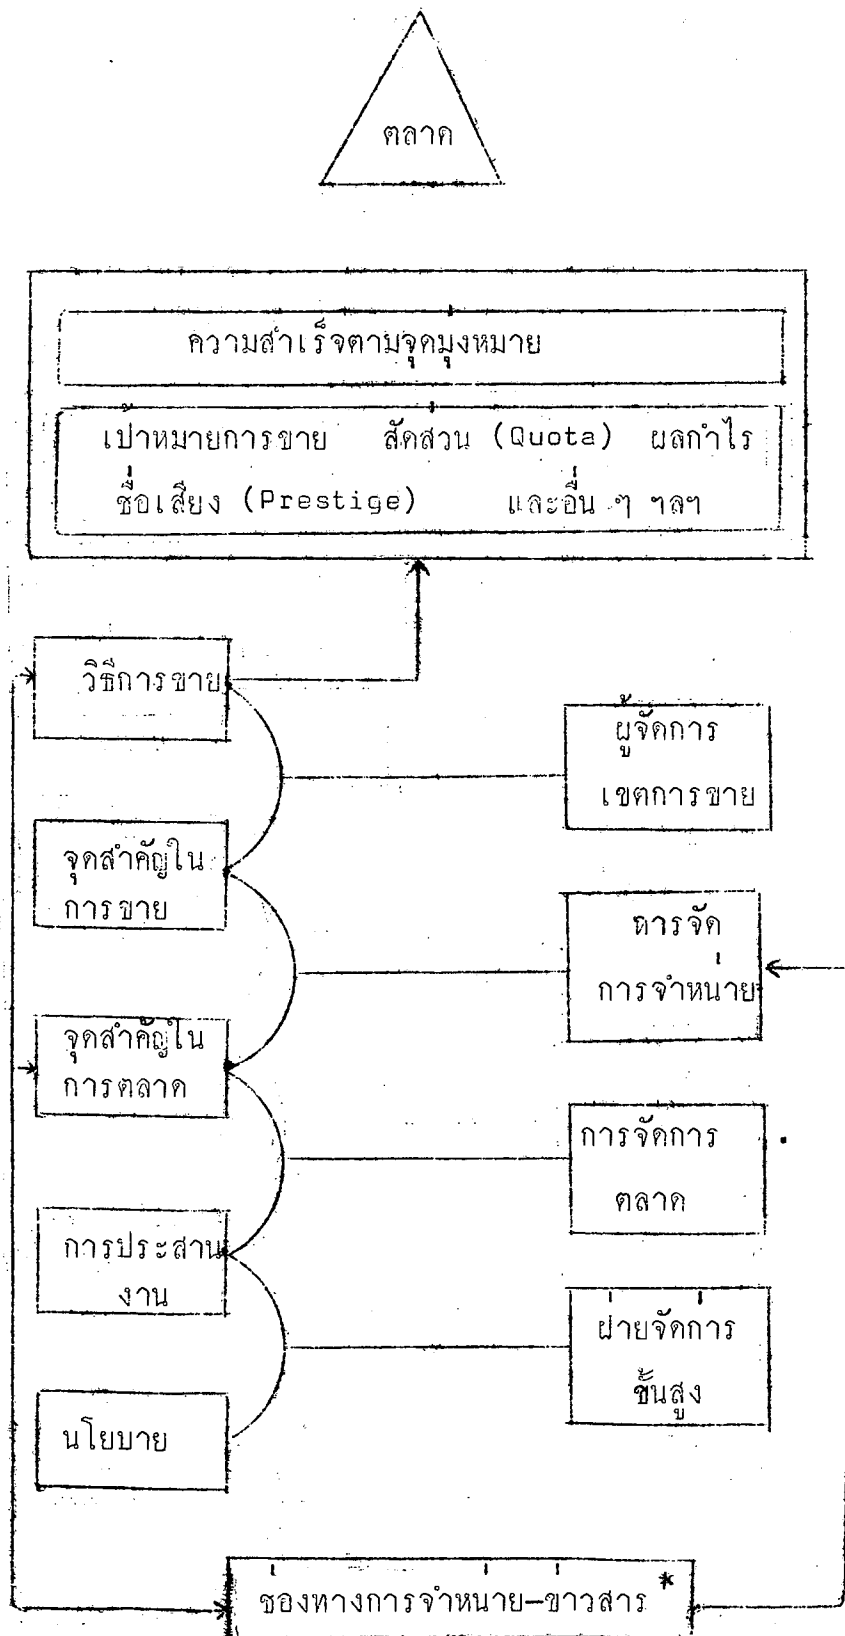 ตลาด
ความสำเร็จตามจุดมุงหมาย
เป้าหมายการขาย สัดส่วน (Quota) ผลกำไร
ชื่อเสียง (Prestige) และอื่น ๆ ฯลฯ
วิธีการขาย
ผู้จัดการ
เขตการขาย
จุดสำคัญใน
การขาย
การจัด
การจำหน่าย
จุดสำคัญใน
การตลาด
การจัดการ
ตลาด
การประสาน
งาน
ฝ่ายจัดการ
ขั้นสูง
นโยบาย
ช่องทางการจำหน่าย-ข่าวสาร *